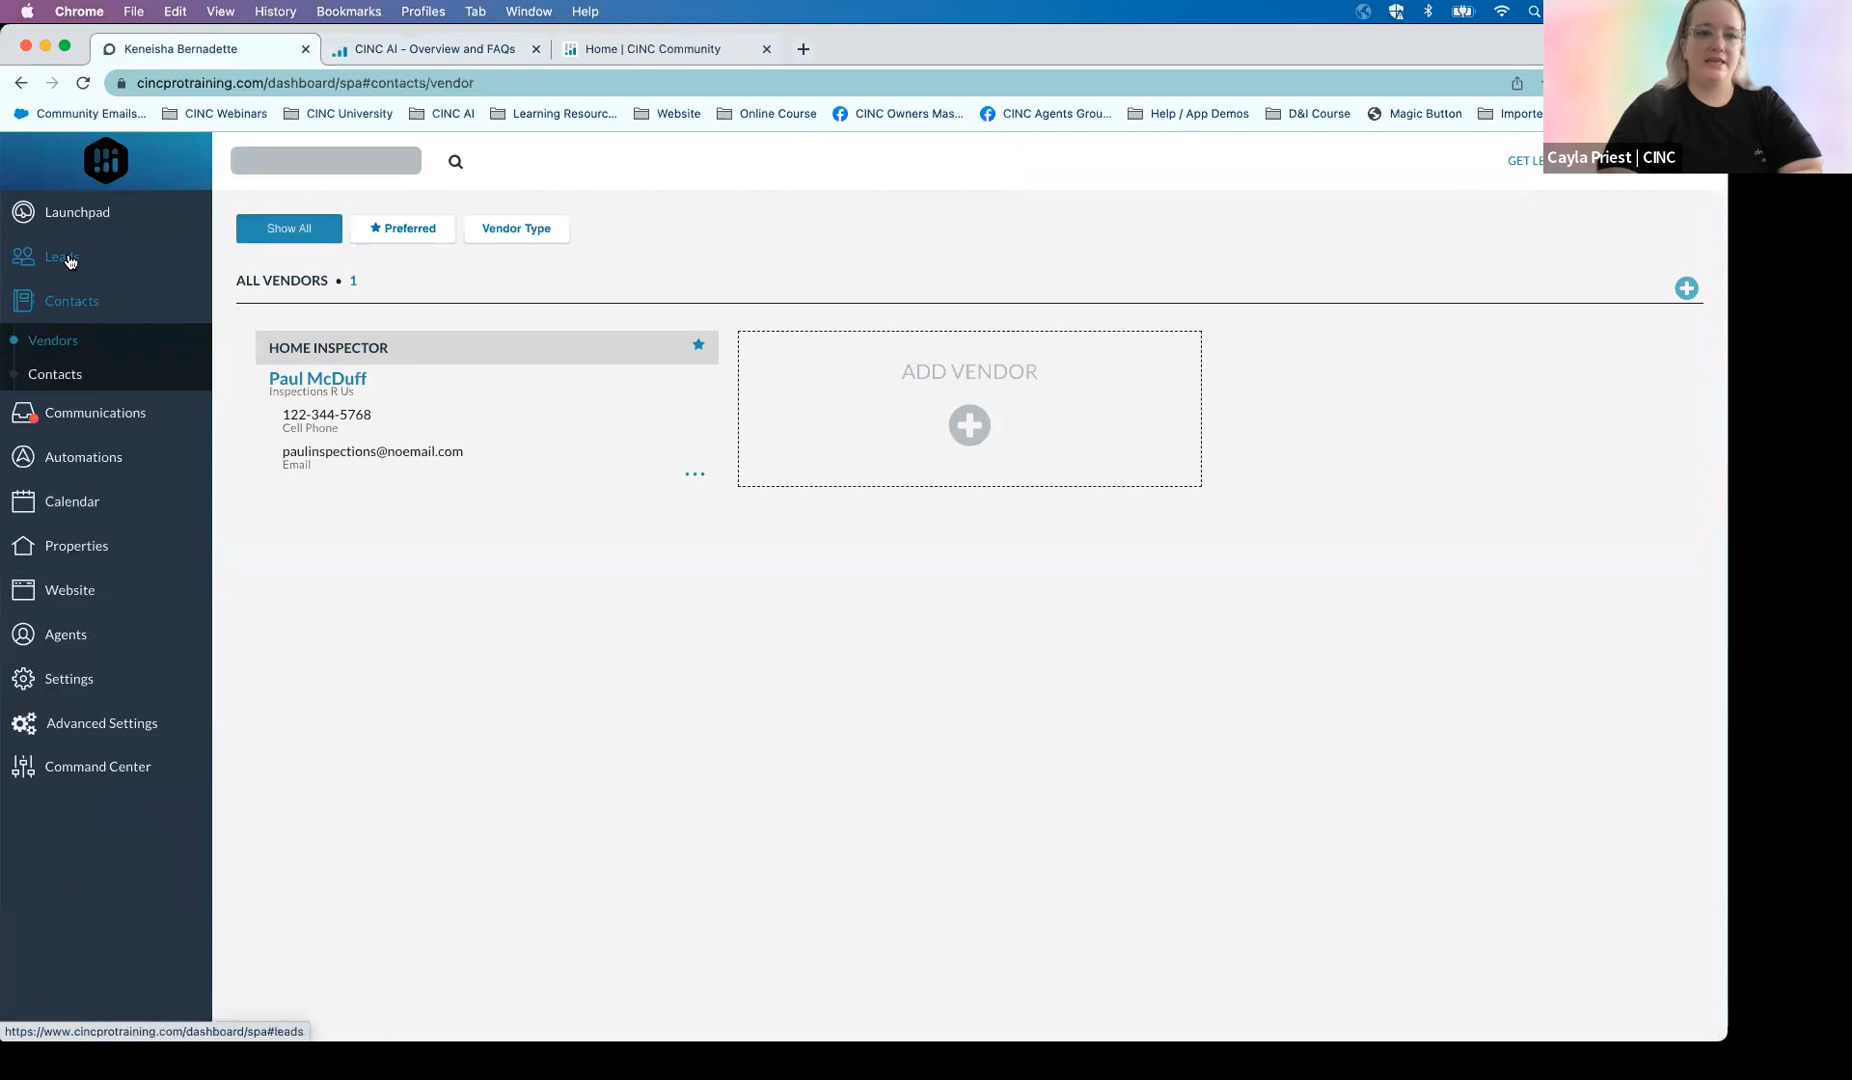 Chrome File Edit View History Bookmarks Profiles Tab Window Help
Keneisha Bernadette
CINC AI - Overview and FAQs
Home | CINC Community
cincprotraining.com/dashboard/spa#contacts/vendor
Community Emails...
CINC Webinars
CINC University
CINC AI
Learning Resourc...
Website
Online Course
CINC Owners Mas...
CINC Agents Grou...
Help / App Demos
D&I Course
Magic Button
Importe
Cayla Priest | CINC
GET LE
Launchpad
Leads
Contacts
Vendors
Contacts
Communications
Automations
Calendar
Properties
Website
Agents
Settings
Advanced Settings
Command Center
Show All
Preferred
Vendor Type
ALL VENDORS • 1
HOME INSPECTOR
Paul McDuff
Inspections R Us
122-344-5768
Cell Phone
paulinspections@noemail.com
Email
ADD VENDOR
https://www.cincprotraining.com/dashboard/spa#leads